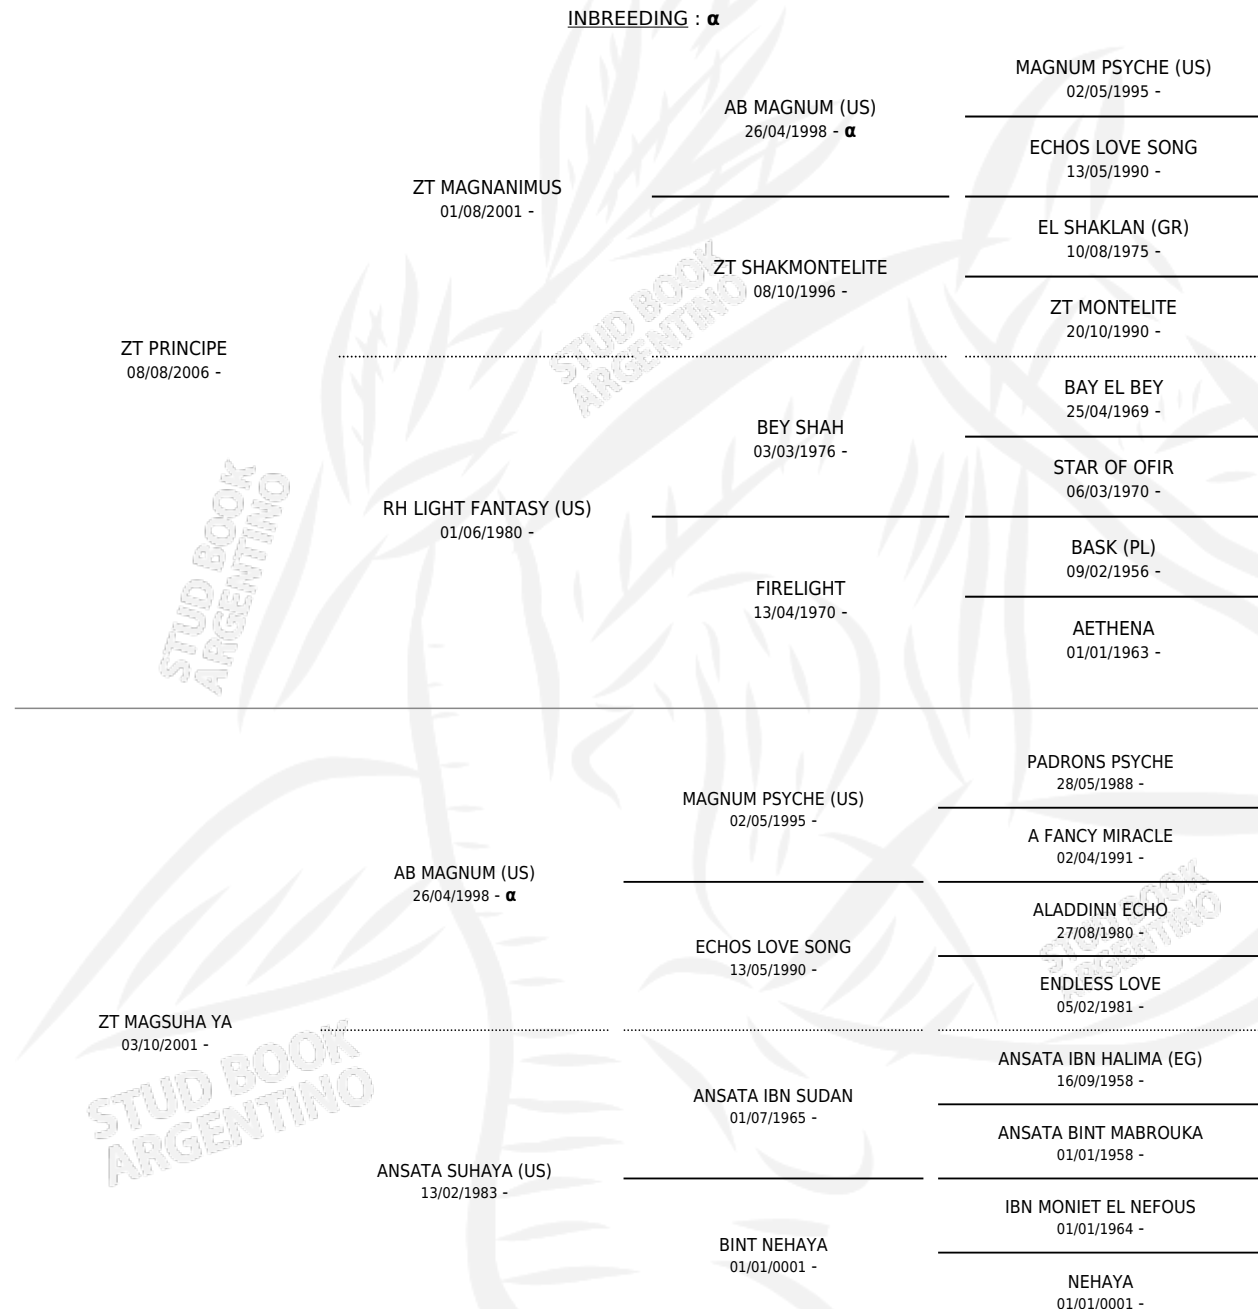 INBREEDING : α
MAGNUM PSYCHE (US)
02/05/1995 -
AB MAGNUM (US)
26/04/1998 - α
ECHOS LOVE SONG
13/05/1990 -
ZT MAGNANIMUS
01/08/2001 -
EL SHAKLAN (GR)
10/08/1975 -
ZT SHAKMONTELITE
08/10/1996 -
ZT MONTELITE
20/10/1990 -
ZT PRINCIPE
08/08/2006 -
BAY EL BEY
25/04/1969 -
BEY SHAH
03/03/1976 -
STAR OF OFIR
06/03/1970 -
RH LIGHT FANTASY (US)
01/06/1980 -
BASK (PL)
09/02/1956 -
FIRELIGHT
13/04/1970 -
AETHENA
01/01/1963 -
PADRONS PSYCHE
28/05/1988 -
MAGNUM PSYCHE (US)
02/05/1995 -
A FANCY MIRACLE
02/04/1991 -
AB MAGNUM (US)
26/04/1998 - α
ALADDINN ECHO
27/08/1980 -
ECHOS LOVE SONG
13/05/1990 -
ENDLESS LOVE
05/02/1981 -
ZT MAGSUHA YA
03/10/2001 -
ANSATA IBN HALIMA (EG)
16/09/1958 -
ANSATA IBN SUDAN
01/07/1965 -
ANSATA BINT MABROUKA
01/01/1958 -
ANSATA SUHAYA (US)
13/02/1983 -
IBN MONIET EL NEFOUS
01/01/1964 -
BINT NEHAYA
01/01/0001 -
NEHAYA
01/01/0001 -
STUD BOOK
ARGENTINO
STUD BOOK
ARGENTINO
STUD BOOK
ARGENTINO
STUD BOOK
ARGENTINO